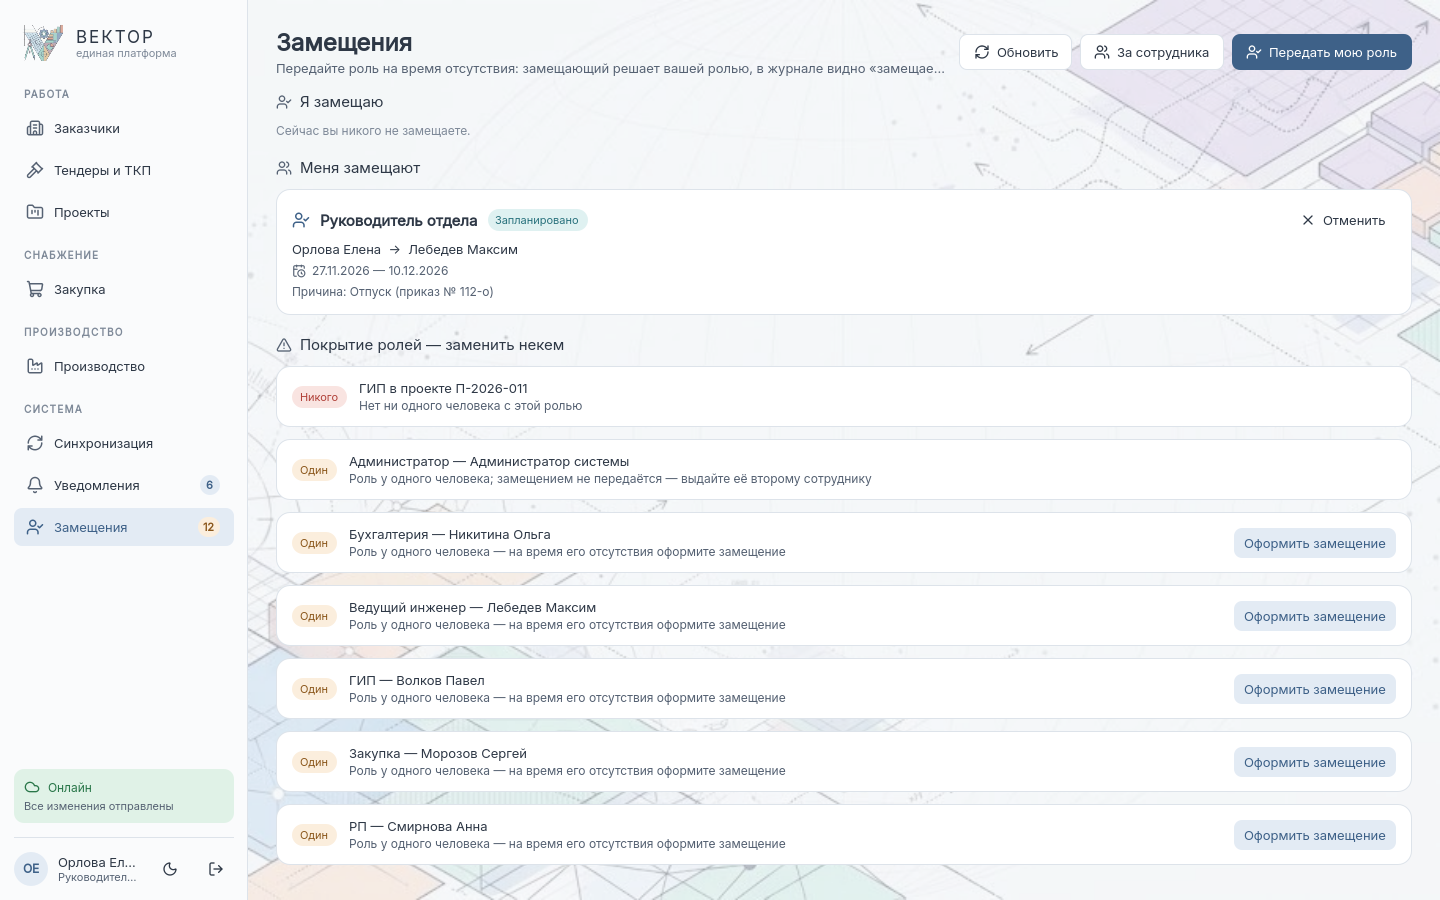 ВЕКТОР
единая платформа
РАБОТА
Заказчики
Тендеры и ТКП
Проекты
СНАБЖЕНИЕ
Закупка
ПРОИЗВОДСТВО
Производство
СИСТЕМА
Синхронизация
Уведомления 6
Замещения 12
Онлайн
Все изменения отправлены
ОЕ
Орлова Ел...
Руководител...
Замещения
Передайте роль на время отсутствия: замещающий решает вашей ролью, в журнале видно «замещае...
Обновить
За сотрудника
Передать мою роль
Я замещаю
Сейчас вы никого не замещаете.
Меня замещают
Руководитель отдела Запланировано
Отменить
Орлова Елена → Лебедев Максим
27.11.2026 — 10.12.2026
Причина: Отпуск (приказ № 112-о)
Покрытие ролей — заменить некем
Никого
ГИП в проекте П-2026-011
Нет ни одного человека с этой ролью
Один
Администратор — Администратор системы
Роль у одного человека; замещением не передаётся — выдайте её второму сотруднику
Один
Бухгалтерия — Никитина Ольга
Роль у одного человека — на время его отсутствия оформите замещение
Оформить замещение
Один
Ведущий инженер — Лебедев Максим
Роль у одного человека — на время его отсутствия оформите замещение
Оформить замещение
Один
ГИП — Волков Павел
Роль у одного человека — на время его отсутствия оформите замещение
Оформить замещение
Один
Закупка — Морозов Сергей
Роль у одного человека — на время его отсутствия оформите замещение
Оформить замещение
Один
РП — Смирнова Анна
Роль у одного человека — на время его отсутствия оформите замещение
Оформить замещение